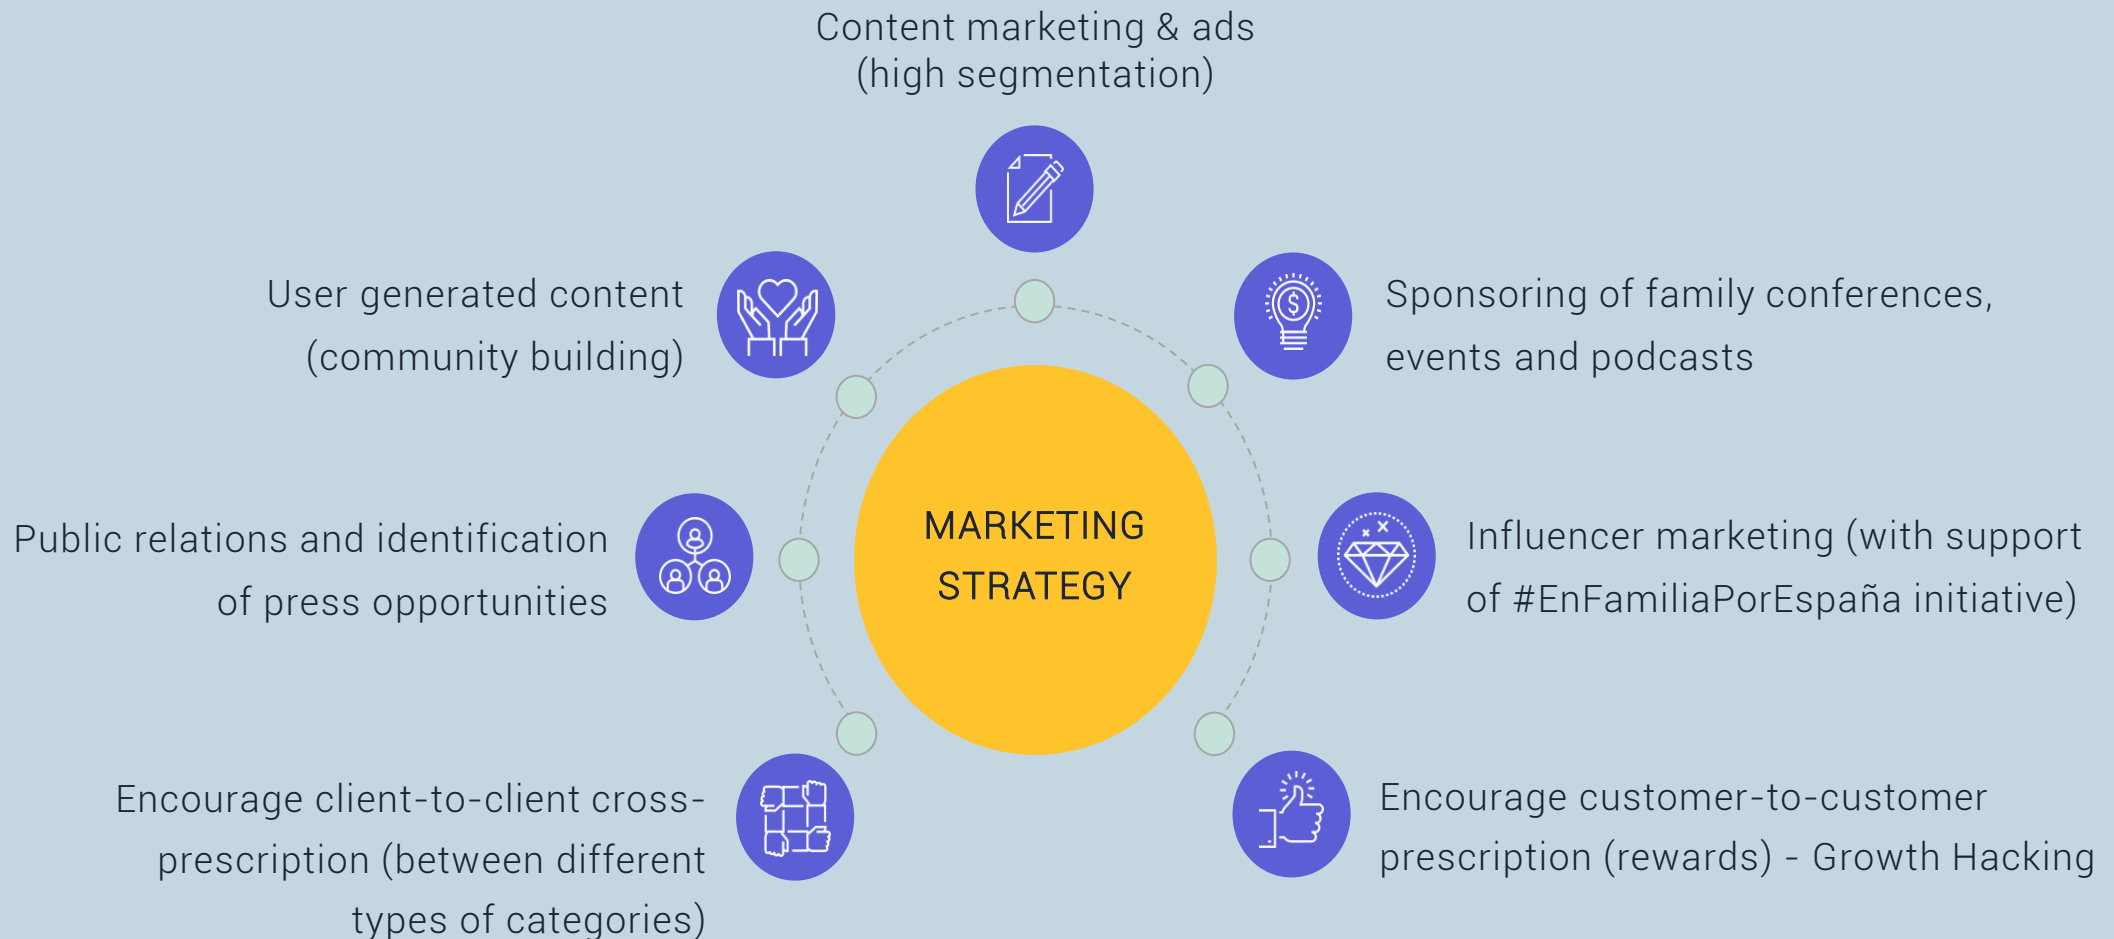 Content marketing & ads
(high segmentation)
User generated content
(community building)
Sponsoring of family conferences,
events and podcasts
MARKETING
STRATEGY
Public relations and identification
of press opportunities
Influencer marketing (with support
of #EnFamiliaPorEspaña initiative)
Encourage client-to-client cross-
prescription (between different
types of categories)
Encourage customer-to-customer
prescription (rewards) - Growth Hacking
$